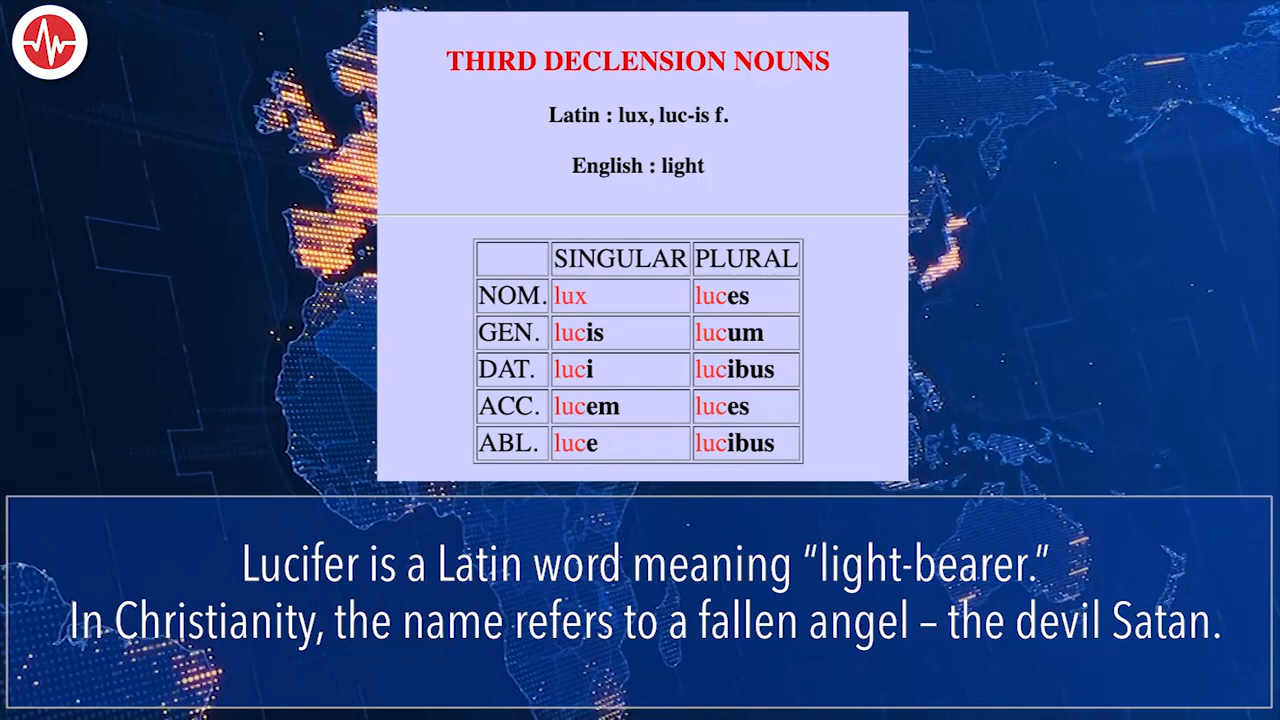 THIRD DECLENSION NOUNS
Latin : lux, luc-is f.
English : light
SINGULAR PLURAL
NOM. lux luces
GEN. lucis lucum
DAT. luci lucibus
ACC. lucem luces
ABL. luce lucibus
Lucifer is a Latin word meaning “light-bearer.”
In Christianity, the name refers to a fallen angel – the devil Satan.